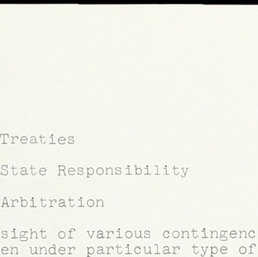 Treaties
State Responsibility
Arbitration
sight of various contingenc
en under particular type of